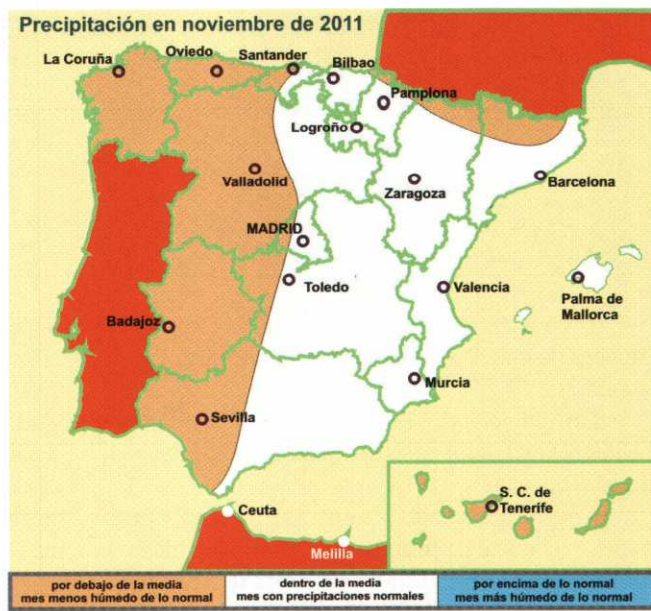 Precipitación en noviembre de 2011
La Coruña
Oviedo
Santander
Bilbao
Pamplona
Logroño
Valladolid
Zaragoza
Barcelona
MADRID
Toledo
Valencia
Palma de
Mallorca
Badajoz
Murcia
Sevilla
S. C. de
Tenerife
Ceuta
Melilla
por debajo de la media
mes menos húmedo de lo normal
dentro de la media
mes con precipitaciones normales
por encima de lo normal
mes más húmedo de lo normal